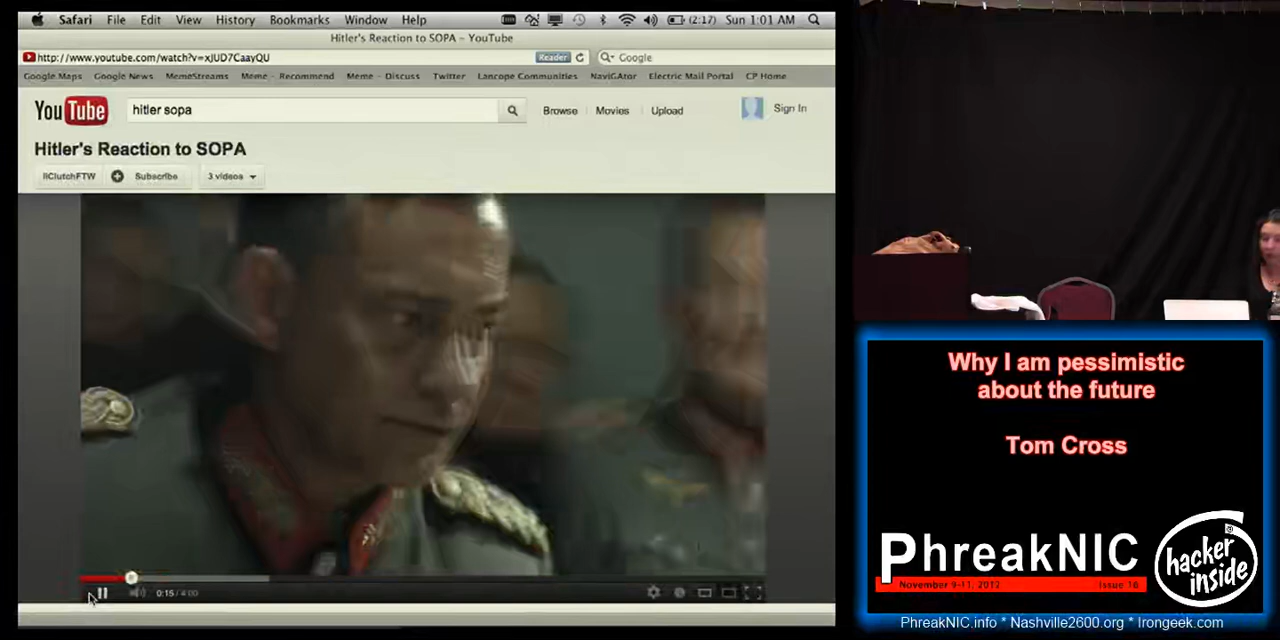 Safari File Edit View History Bookmarks Window Help (2:17) Sun 1:01 AM
Hitler's Reaction to SOPA – YouTube
http://www.youtube.com/watch?v=xJUD7CaayQU Reader Google
Google Maps Google News MemeStreams Meme - Recommend Meme - Discuss Twitter Lancope Communities NaviGAtor Electric Mail Portal CP Home
YouTube hitler sopa Browse Movies Upload Sign In
Hitler's Reaction to SOPA
IIClutchFTW Subscribe 3 videos
0:15 / 4:00
Why I am pessimistic
about the future
Tom Cross
PhreakNIC
November 9-11, 2012 Issue 16
hacker
inside
PhreakNIC.info * Nashville2600.org * Irongeek.com